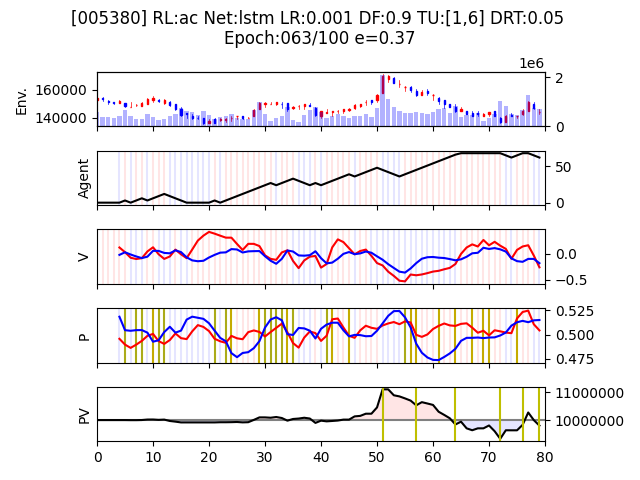 [005380] RL:ac Net:lstm LR:0.001 DF:0.9 TU:[1,6] DRT:0.05
Epoch:063/100 e=0.37
1e6
Env.
160000
140000
2
0
Agent
50
0
V
0.0
−0.5
P
0.525
0.500
0.475
PV
11000000
10000000
0 10 20 30 40 50 60 70 80